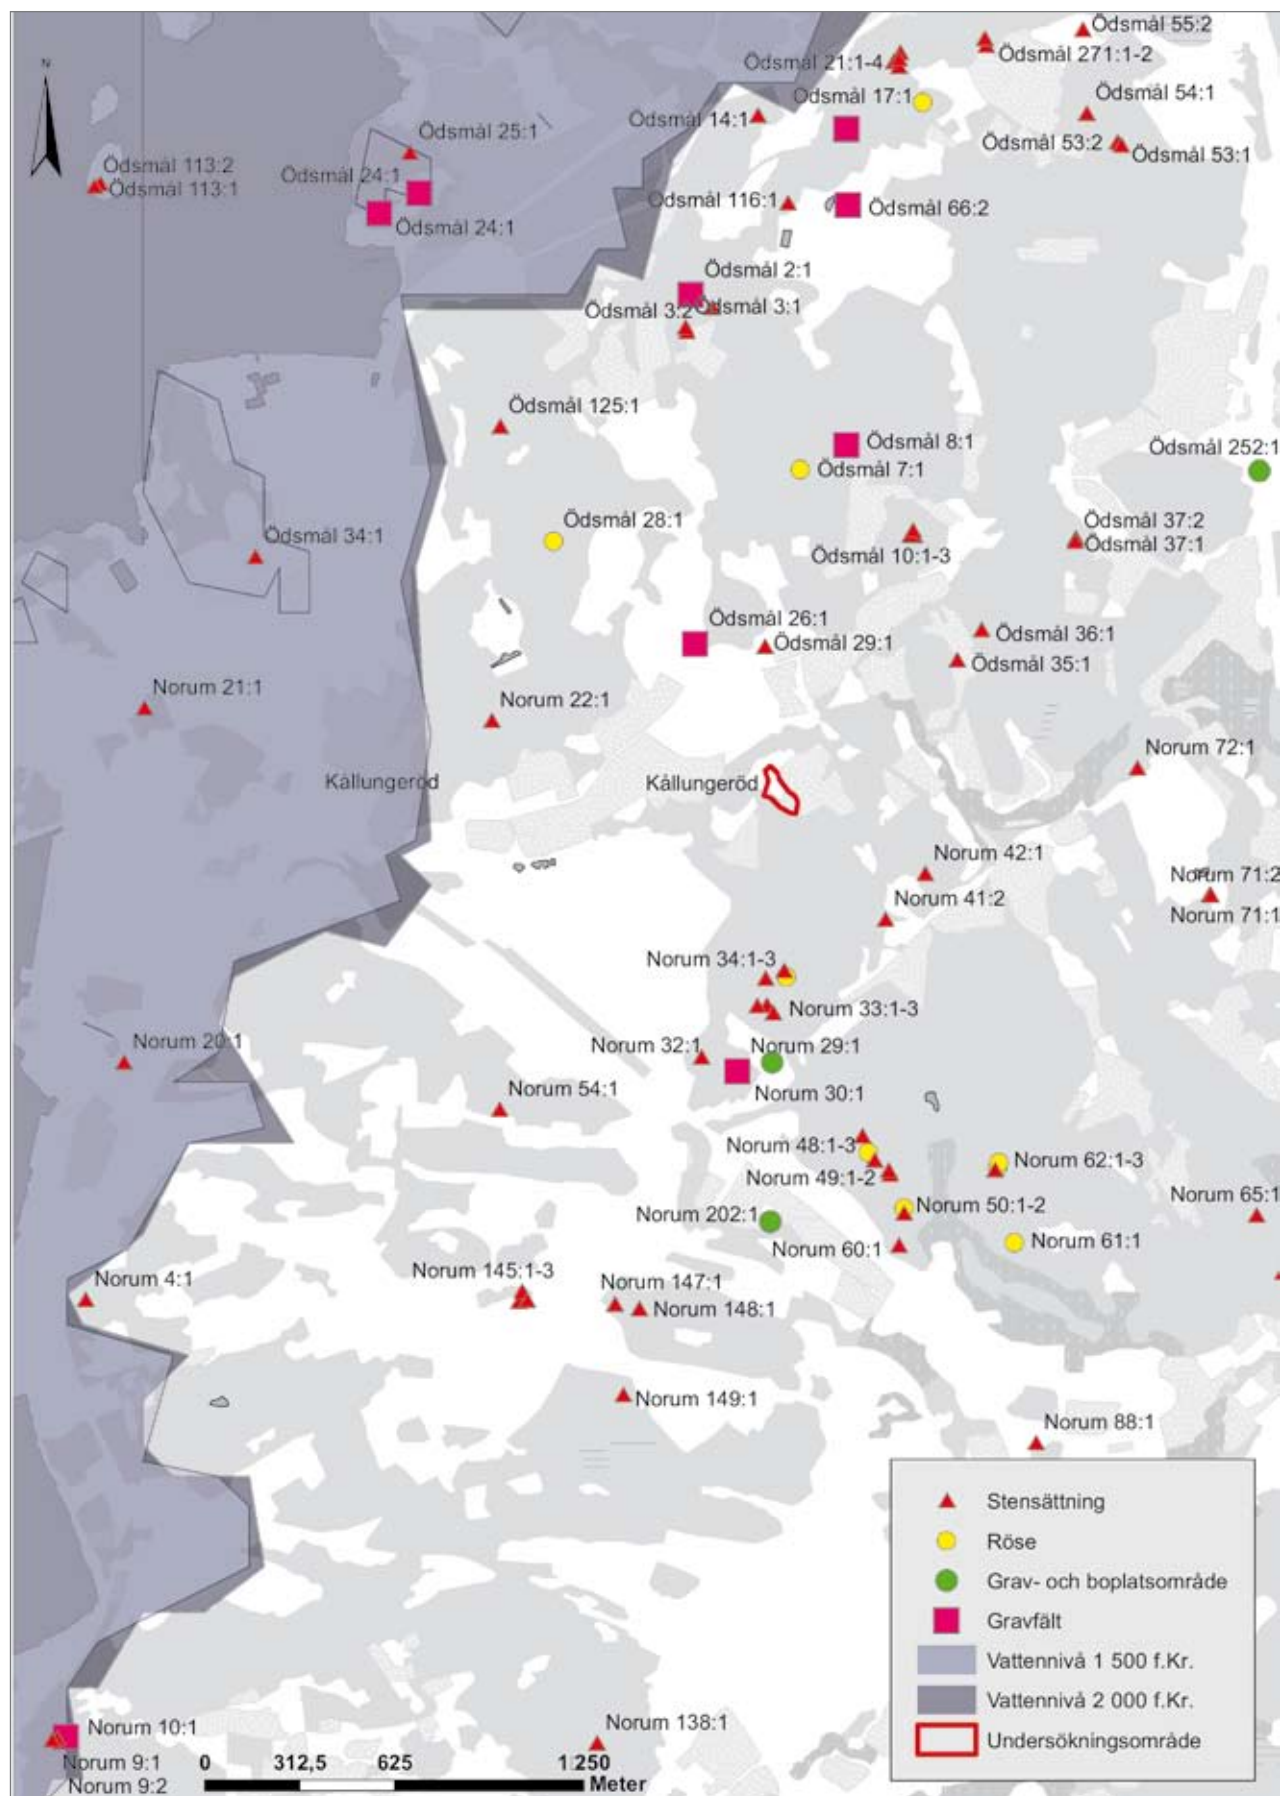 Ödsmål 55:2
Ödsmål 21:1-4
Ödsmål 271:1-2
Ödsmål 17:1
Ödsmål 54:1
Ödsmål 14:1
N
Ödsmål 25:1
Ödsmål 53:2
Ödsmål 53:1
Ödsmål 113:2
Ödsmål 24:1
Ödsmål 113:1
Ödsmål 116:1
Ödsmål 66:2
Ödsmål 24:1
Ödsmål 2:1
Ödsmål 3:2
Ödsmål 3:1
Ödsmål 125:1
Ödsmål 8:1
Ödsmål 252:1
Ödsmål 7:1
Ödsmål 28:1
Ödsmål 37:2
Ödsmål 34:1
Ödsmål 10:1-3
Ödsmål 37:1
Ödsmål 26:1
Ödsmål 36:1
Ödsmål 29:1
Ödsmål 35:1
Norum 21:1
Norum 22:1
Norum 72:1
Kållungeröd
Kållungeröd
Norum 42:1
Norum 71:2
Norum 41:2
Norum 71:1
Norum 34:1-3
Norum 33:1-3
Norum 20:1
Norum 32:1
Norum 29:1
Norum 54:1
Norum 30:1
Norum 48:1-3
Norum 62:1-3
Norum 49:1-2
Norum 65:1
Norum 50:1-2
Norum 202:1
Norum 60:1
Norum 61:1
Norum 4:1
Norum 145:1-3
Norum 147:1
Norum 148:1
Norum 149:1
Norum 88:1
Stensättning
Röse
Grav- och boplatsområde
Gravfält
Vattennivå 1 500 f.Kr.
Vattennivå 2 000 f.Kr.
Undersökningsområde
Norum 10:1
Norum 138:1
Norum 9:1
Norum 9:2
0 312,5 625 1 250
Meter